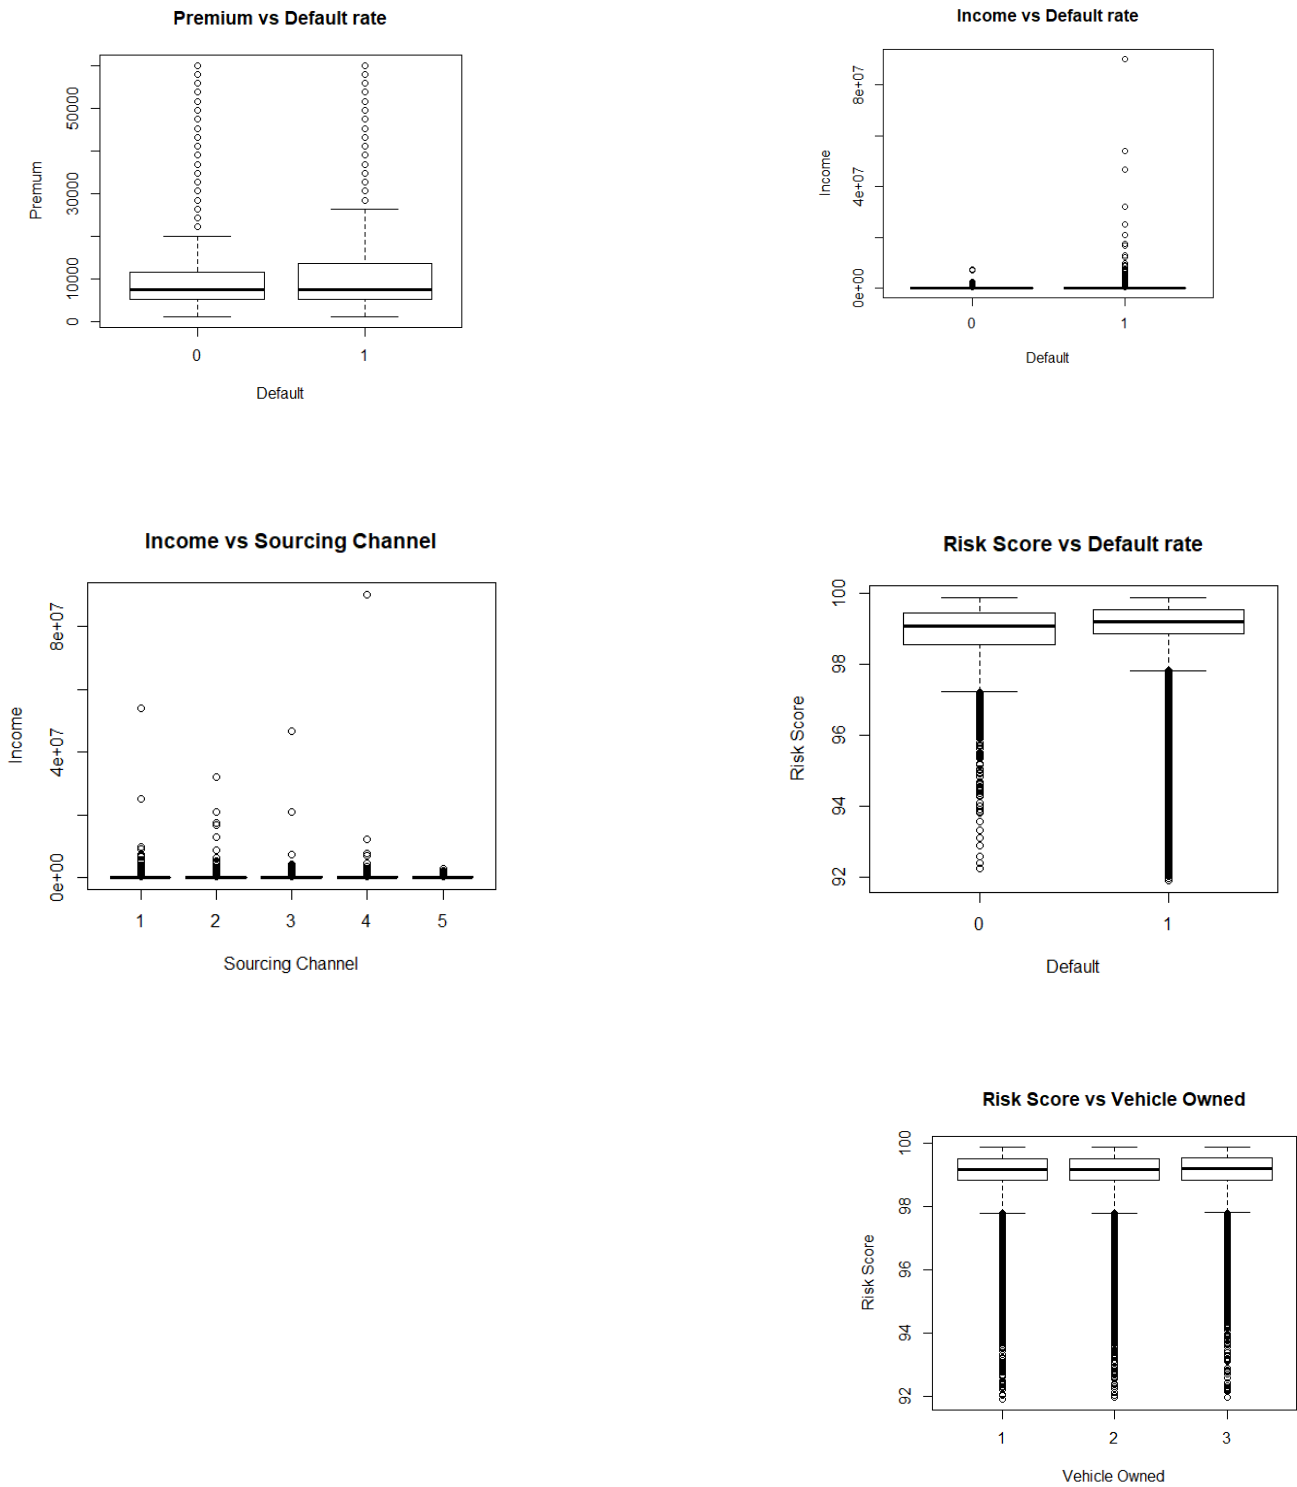 Premium vs Default rate
Premum
50000
30000
10000
0
0 1
Default
Income vs Default rate
Income
8e+07
4e+07
0e+00
0 1
Default
Income vs Sourcing Channel
Income
8e+07
4e+07
0e+00
1 2 3 4 5
Sourcing Channel
Risk Score vs Default rate
Risk Score
100
98
96
94
92
0 1
Default
Risk Score vs Vehicle Owned
Risk Score
100
98
96
94
92
1 2 3
Vehicle Owned